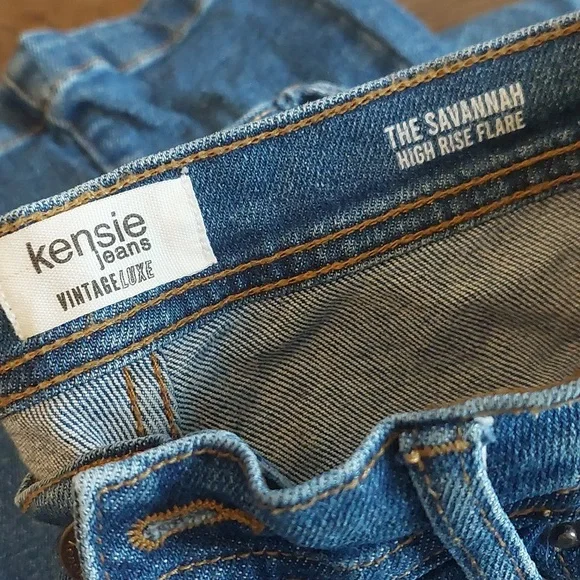 kensie
jeans
VINTAGELUXE
THE SAVANNAH
HIGH RISE FLARE